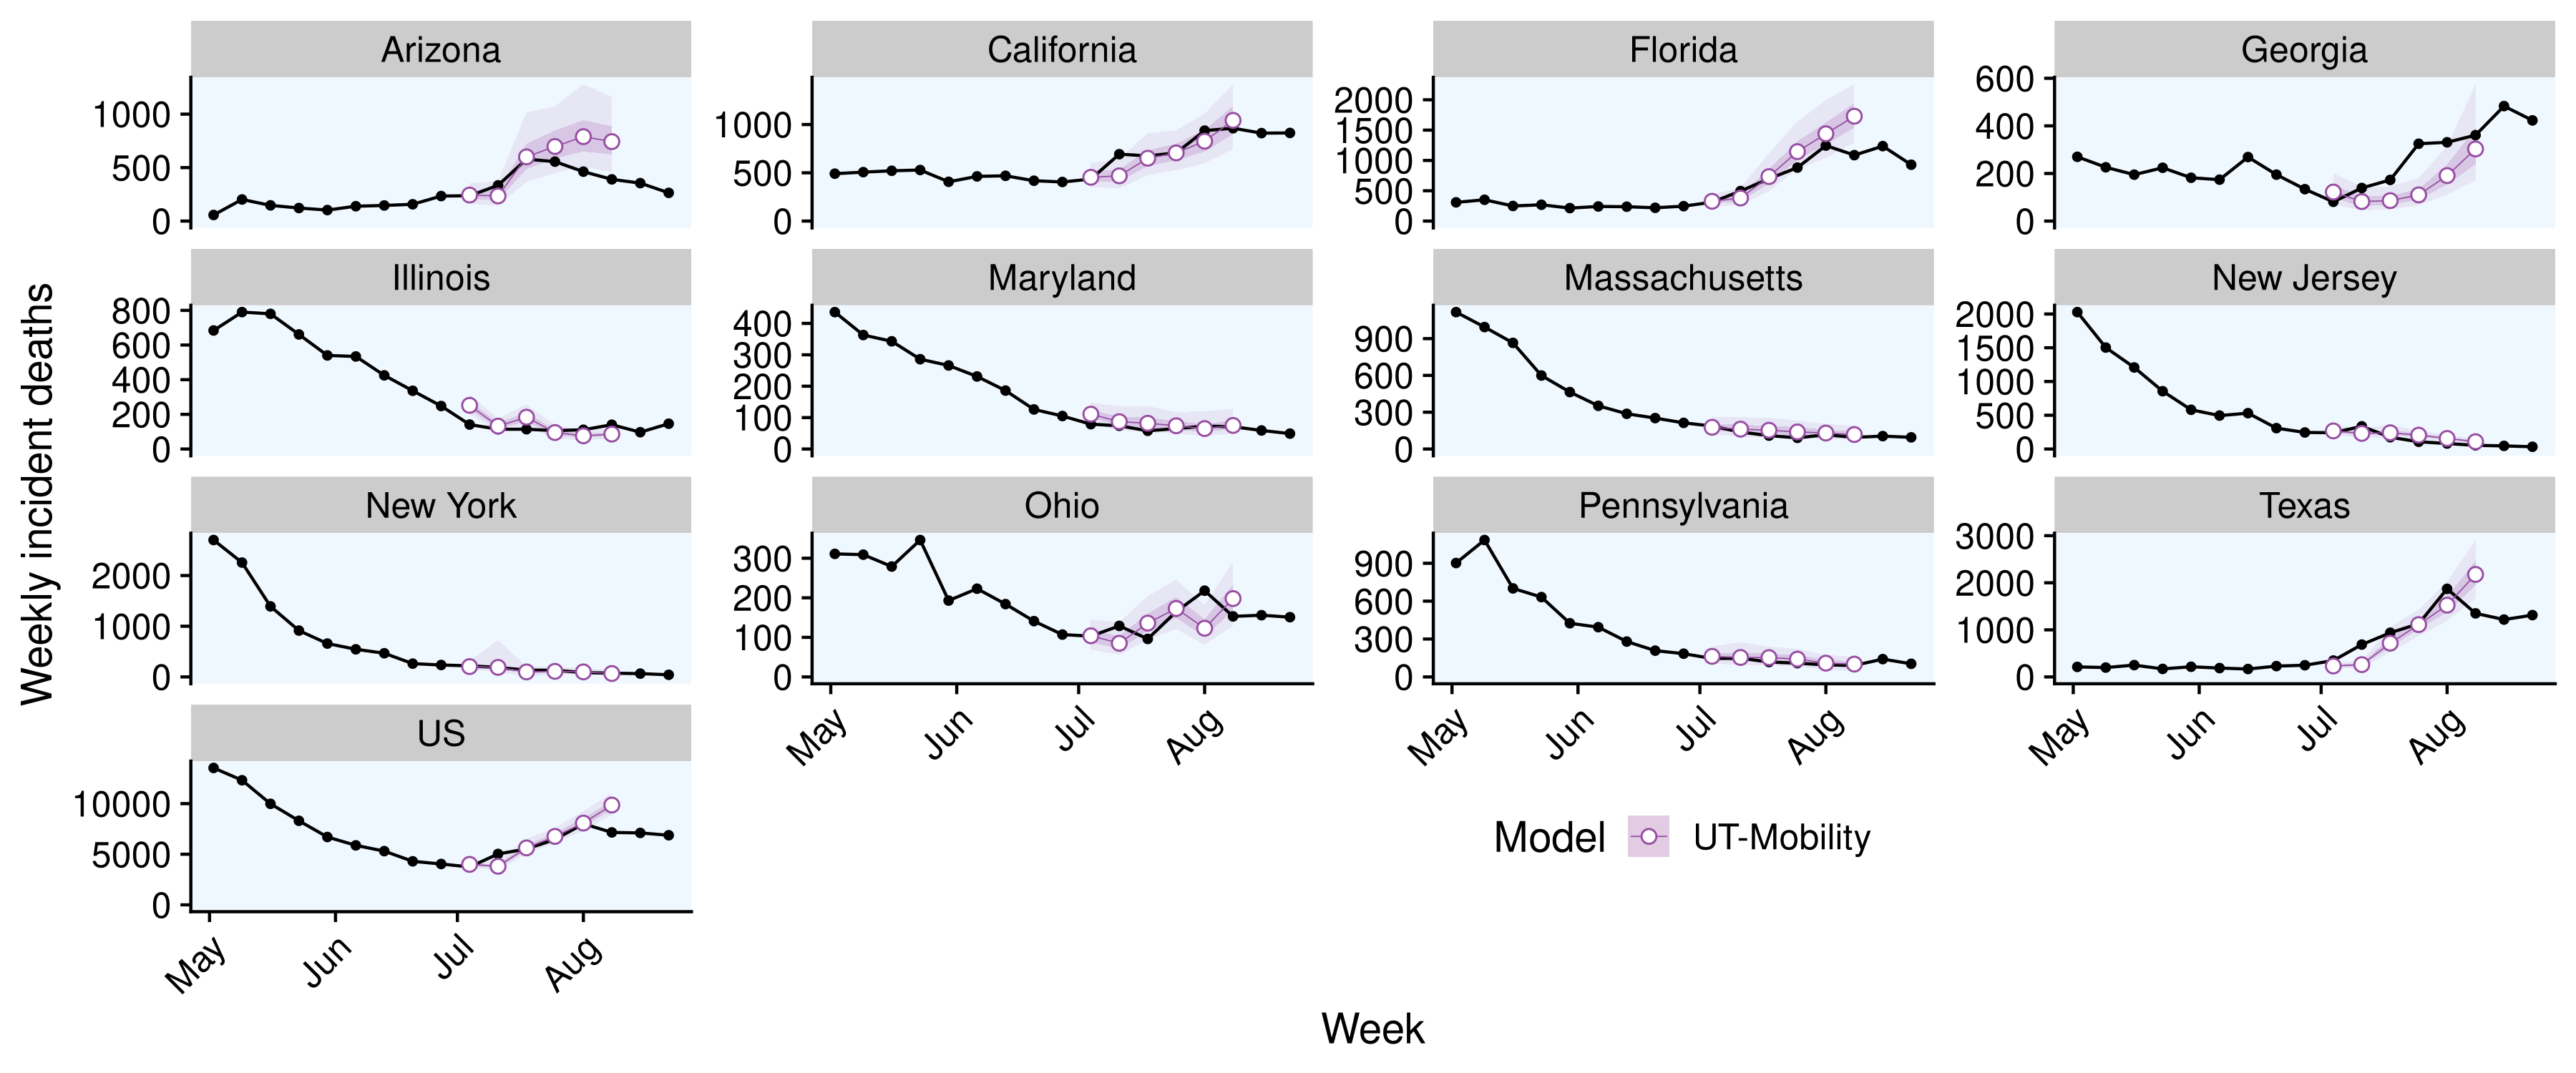 Arizona
California
Florida
Georgia
1000
500
0
1000
500
0
2000
1500
1000
500
0
600
400
200
0
Illinois
Maryland
Massachusetts
New Jersey
800
600
400
200
0
400
300
200
100
0
900
600
300
0
2000
1500
1000
500
0
New York
Ohio
Pennsylvania
Texas
2000
1000
0
300
200
100
0
900
600
300
0
3000
2000
1000
0
May Jun Jul Aug
May Jun Jul Aug
May Jun Jul Aug
US
10000
5000
0
May Jun Jul Aug
Weekly incident deaths
Model UT-Mobility
Week